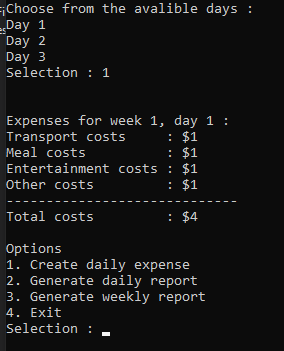 Choose from the avalible days :
Day 1
Day 2
Day 3
Selection : 1
Expenses for week 1, day 1 :
Transport costs : $1
Meal costs : $1
Entertainment costs : $1
Other costs : $1
-----------------------------
Total costs : $4
Options
1. Create daily expense
2. Generate daily report
3. Generate weekly report
4. Exit
Selection :